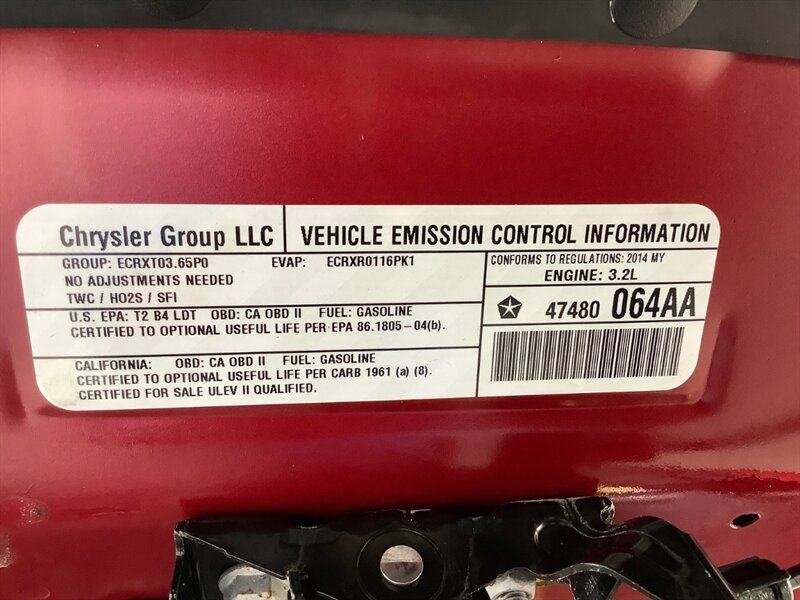 Chrysler Group LLC
VEHICLE EMISSION CONTROL INFORMATION
GROUP: ECRXT03.65P0 EVAP: ECRXR0116PK1
NO ADJUSTMENTS NEEDED
TWC / HO2S / SFI
U.S. EPA: T2 B4 LDT OBD: CA OBD II FUEL: GASOLINE
CERTIFIED TO OPTIONAL USEFUL LIFE PER EPA 86.1805-04(b).
CALIFORNIA: OBD: CA OBD II FUEL: GASOLINE
CERTIFIED TO OPTIONAL USEFUL LIFE PER CARB 1961 (a) (8).
CERTIFIED FOR SALE ULEV II QUALIFIED.
CONFORMS TO REGULATIONS: 2014 MY
ENGINE: 3.2L
47480 064AA